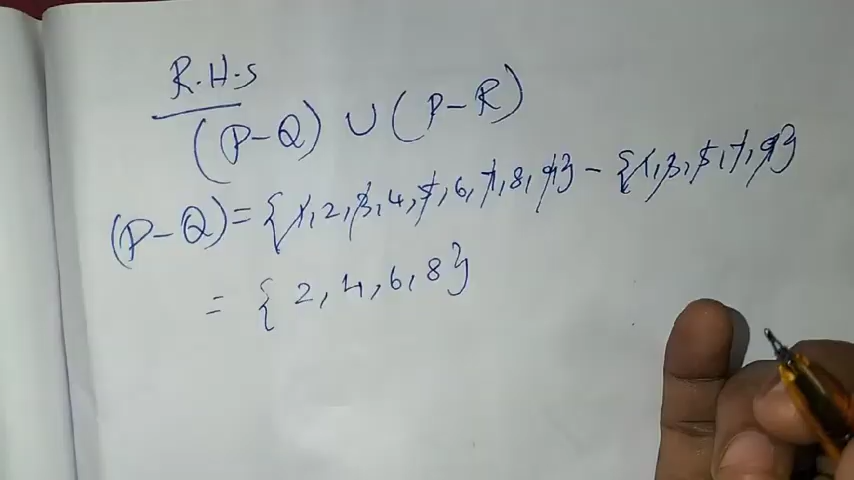 R.H.S
(P-Q) ∪ (P-R)
(P-Q) = {1, 2, 3, 4, 5, 6, 7, 8, 9} - {1, 3, 5, 7, 9}
= {2, 4, 6, 8}